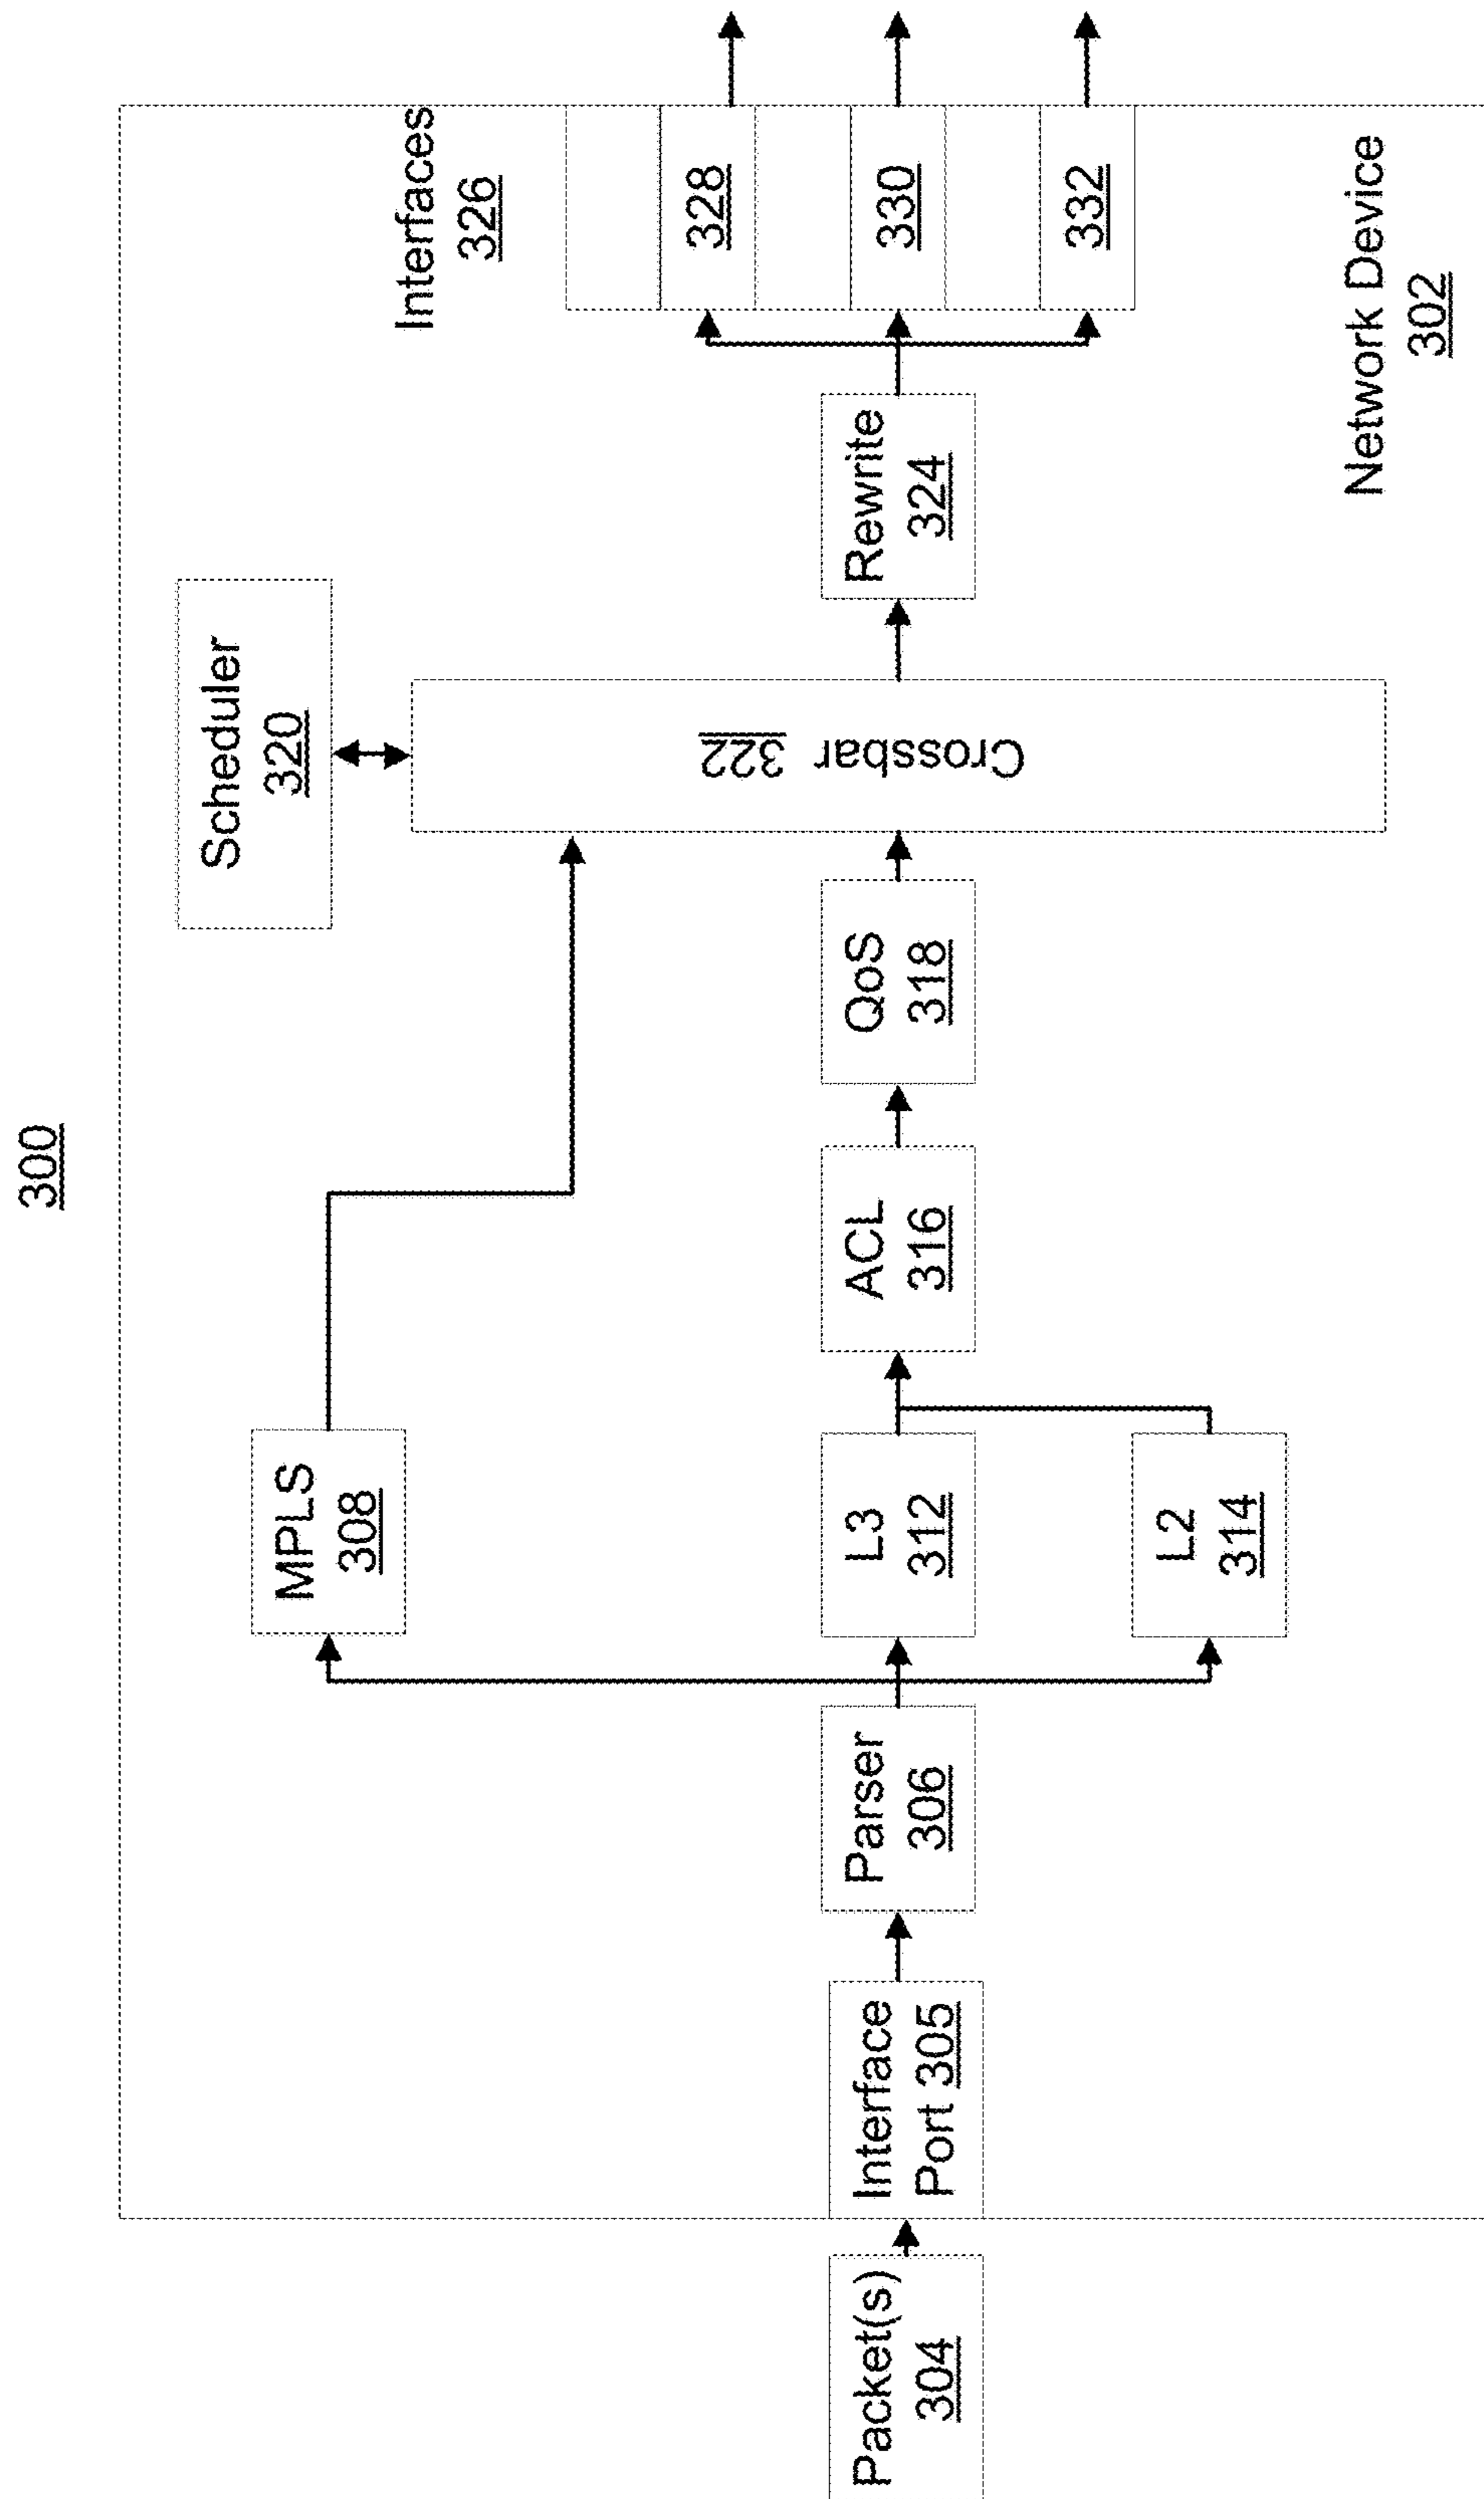 300
Packet(s)
304
Interface
Port 305
Parser
306
MPLS
308
L3
312
L2
314
ACL
316
QoS
318
Scheduler
320
Crossbar 322
Rewrite
324
Interfaces
326
328
330
332
Network Device
302